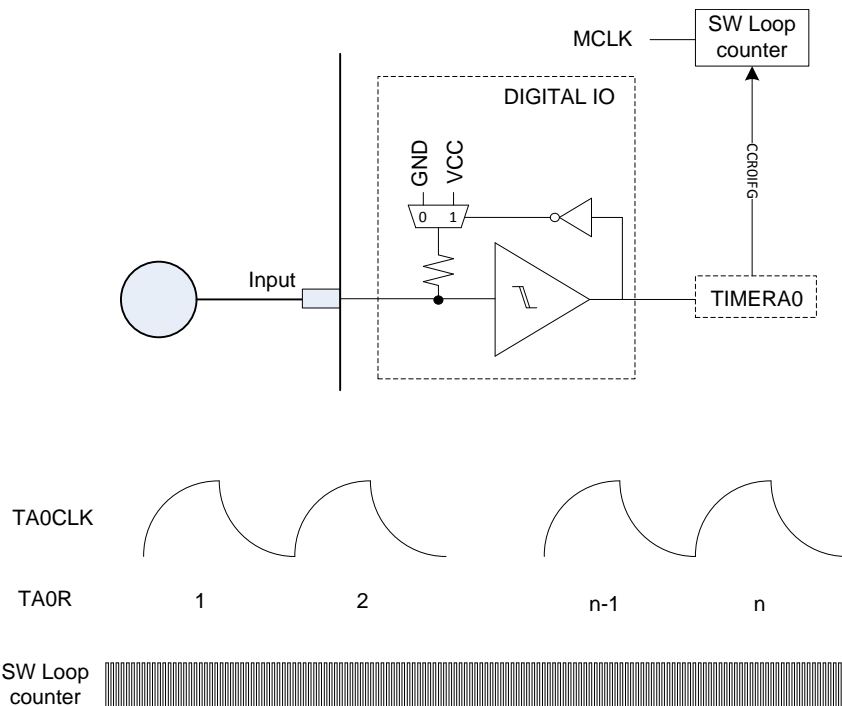 MCLK
SW Loop
counter
DIGITAL IO
GND
VCC
CCR0IFG
0 1
Input
TIMERA0
TA0CLK
TA0R
1 2 n-1 n
SW Loop
counter